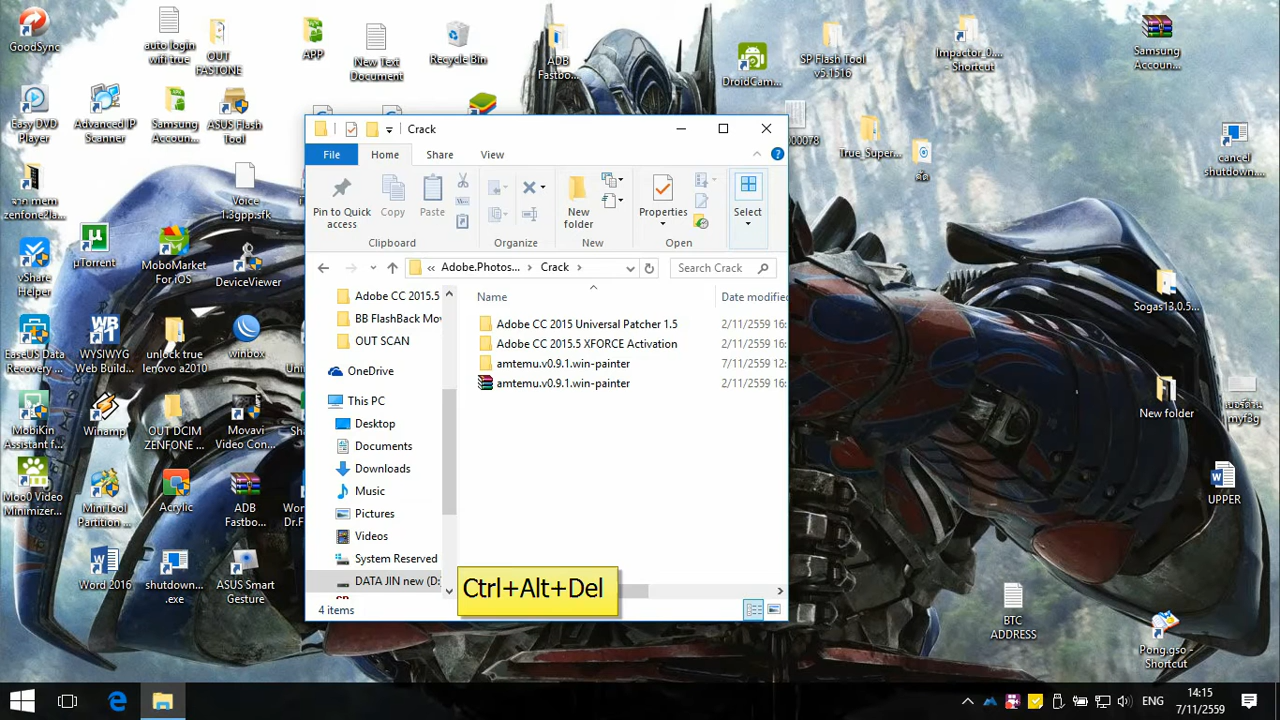 GoodSync
auto login
wifi true
OUT
FASTONE
APP
New Text
Document
Recycle Bin
ADB
Fastbo...
DroidCam...
SP Flash Tool
v5.1516
Impactor_0....
- Shortcut
Samsung
Accoun...
Easy DVD
Player
Advanced IP
Scanner
Samsung
Accoun...
ASUS Flash
Tool
True_Super...
ตัด
cancel
shutdown...
zenfone2la...
Voice
1.3gpp.sfk
vShare
Helper
µTorrent
MoboMarket
For iOS
DeviceViewer
Sogas13.0.5...
EaseUS Data
Recovery ...
WYSIWYG
Web Build...
unlock true
lenovo a2010
winbox
MobiKin
Assistant f...
Winamp
OUT DCIM
ZENFONE ...
Movavi
Video Con...
New folder
myf3g
Moo0 Video
Minimizer...
MiniTool
Partition ...
Acrylic
ADB
Fastbo...
UPPER
Word 2016
shutdown...
.exe
ASUS Smart
Gesture
BTC
ADDRESS
Pong.gso -
Shortcut
Crack
File
Home
Share
View
Pin to Quick
access
Copy
Paste
New
folder
Properties
Select
Clipboard
Organize
New
Open
« Adobe.Photos... › Crack ›
Search Crack
Adobe CC 2015.5
BB FlashBack Mov
OUT SCAN
OneDrive
This PC
Desktop
Documents
Downloads
Music
Pictures
Videos
System Reserved
DATA JIN new (D:
Name
Date modified
Adobe CC 2015 Universal Patcher 1.5
2/11/2559 16:
Adobe CC 2015.5 XFORCE Activation
2/11/2559 16:
amtemu.v0.9.1.win-painter
7/11/2559 12:
amtemu.v0.9.1.win-painter
2/11/2559 16:
Ctrl+Alt+Del
4 items
ENG
14:15
7/11/2559